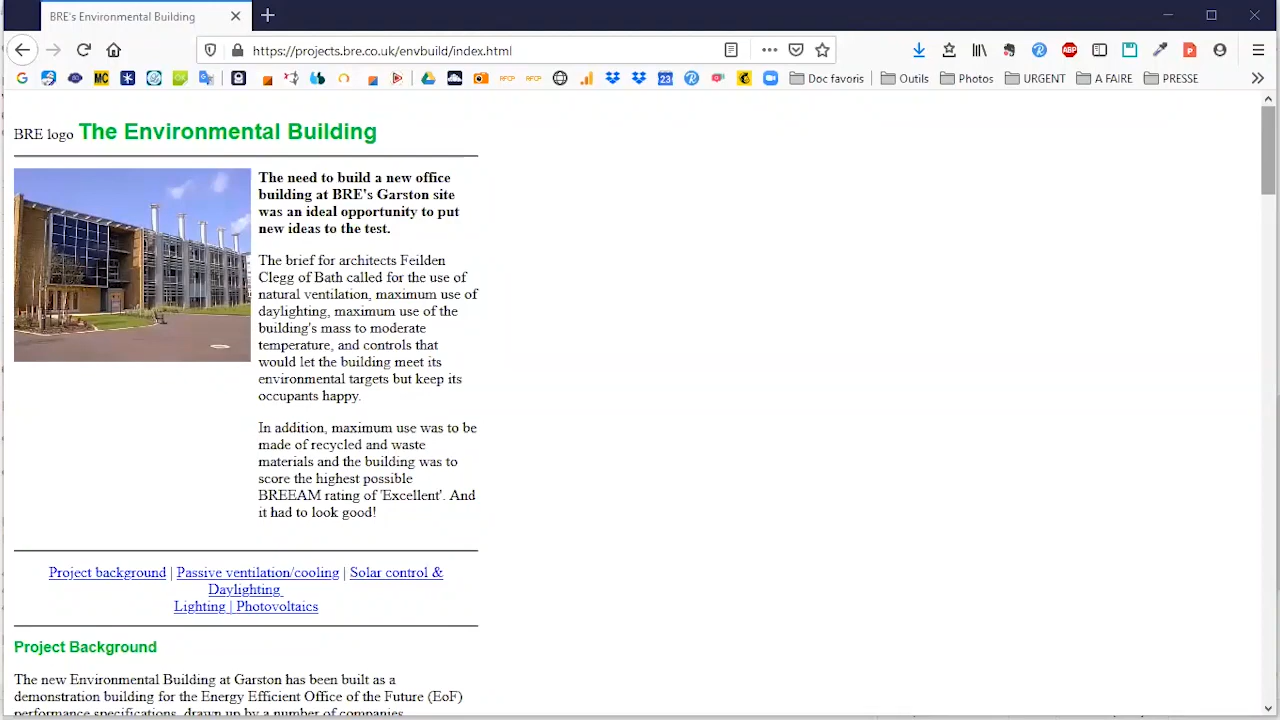 BRE's Environmental Building
https://projects.bre.co.uk/envbuild/index.html
Doc favoris
Outils
Photos
URGENT
A FAIRE
PRESSE
BRE logo The Environmental Building
The need to build a new office
building at BRE's Garston site
was an ideal opportunity to put
new ideas to the test.
The brief for architects Feilden
Clegg of Bath called for the use of
natural ventilation, maximum use of
daylighting, maximum use of the
building's mass to moderate
temperature, and controls that
would let the building meet its
environmental targets but keep its
occupants happy.
In addition, maximum use was to be
made of recycled and waste
materials and the building was to
score the highest possible
BREEAM rating of 'Excellent'. And
it had to look good!
Project background | Passive ventilation/cooling | Solar control &
Daylighting
Lighting | Photovoltaics
Project Background
The new Environmental Building at Garston has been built as a
demonstration building for the Energy Efficient Office of the Future (EoF)
performance specifications, drawn up by a number of companies